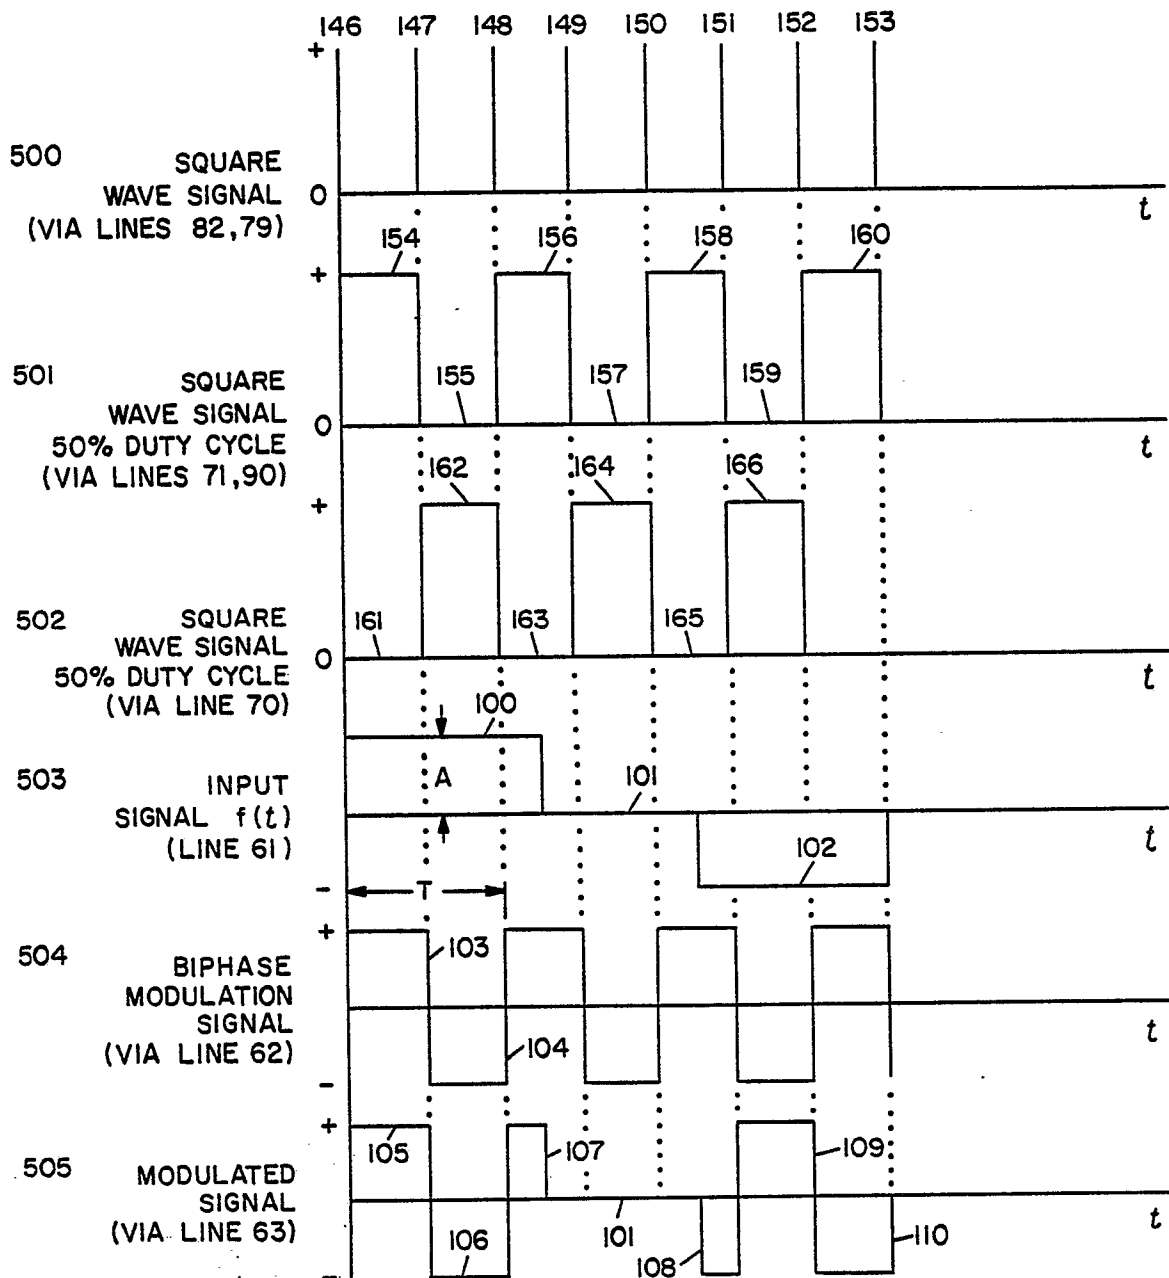 146 147 148 149 150 151 152 153
+
500 SQUARE
WAVE SIGNAL
(VIA LINES 82,79)
0
t
154 156 158 160
+
501 SQUARE
WAVE SIGNAL
50% DUTY CYCLE
(VIA LINES 71,90)
155 157 159
0
t
162 164 166
+
502 SQUARE
WAVE SIGNAL
50% DUTY CYCLE
(VIA LINE 70)
161 163 165
0
t
100
503 INPUT
SIGNAL f(t)
(LINE 61)
A
101
t
102
-
T
+
504 BIPHASE
MODULATION
SIGNAL
(VIA LINE 62)
103
104
t
-
+
505 MODULATED
SIGNAL
(VIA LINE 63)
105 107 109
t
106 101 108 110
-